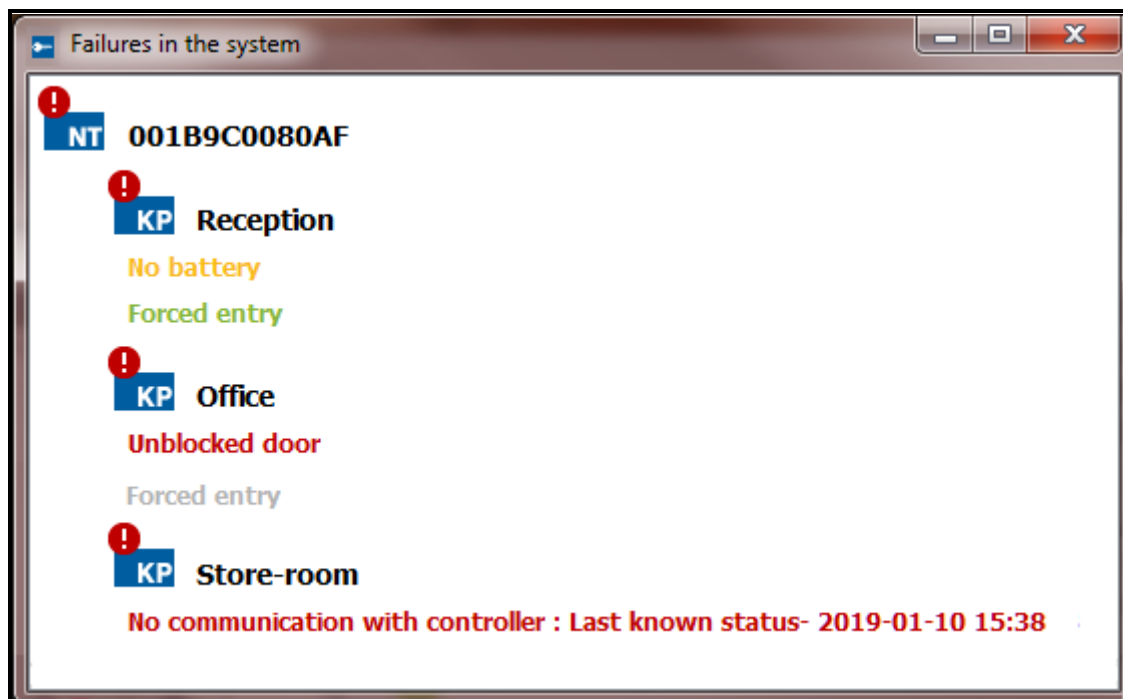 Failures in the system
NT 001B9C0080AF
KP Reception
No battery
Forced entry
KP Office
Unblocked door
Forced entry
KP Store-room
No communication with controller : Last known status- 2019-01-10 15:38